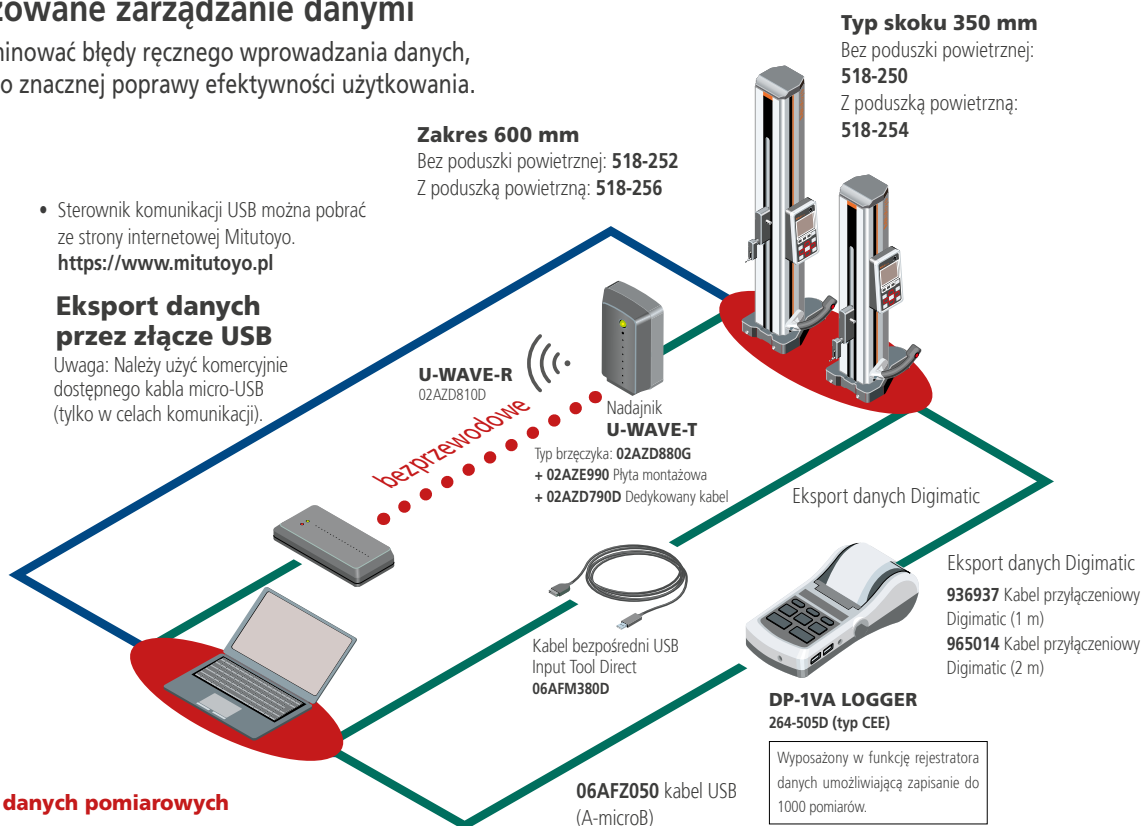 zowane zarządzanie danymi
minować błędy ręcznego wprowadzania danych,
o znacznej poprawy efektywności użytkowania.
Typ skoku 350 mm
Bez poduszki powietrznej:
518-250
Z poduszką powietrzną:
518-254
Zakres 600 mm
Bez poduszki powietrznej: 518-252
Z poduszką powietrzną: 518-256
• Sterownik komunikacji USB można pobrać
ze strony internetowej Mitutoyo.
https://www.mitutoyo.pl
Eksport danych
przez złącze USB
Uwaga: Należy użyć komercyjnie
dostępnego kabla micro-USB
(tylko w celach komunikacji).
U-WAVE-R
02AZD810D
bezprzewodowe
Nadajnik
U-WAVE-T
Typ brzęczyka: 02AZD880G
+ 02AZE990 Płyta montażowa
+ 02AZD790D Dedykowany kabel
Eksport danych Digimatic
Eksport danych Digimatic
936937 Kabel przyłączeniowy
Digimatic (1 m)
965014 Kabel przyłączeniowy
Digimatic (2 m)
Kabel bezpośredni USB
Input Tool Direct
06AFM380D
DP-1VA LOGGER
264-505D (typ CEE)
Wyposażony w funkcję rejestratora
danych umożliwiającą zapisanie do
1000 pomiarów.
06AFZ050 kabel USB
(A-microB)
danych pomiarowych